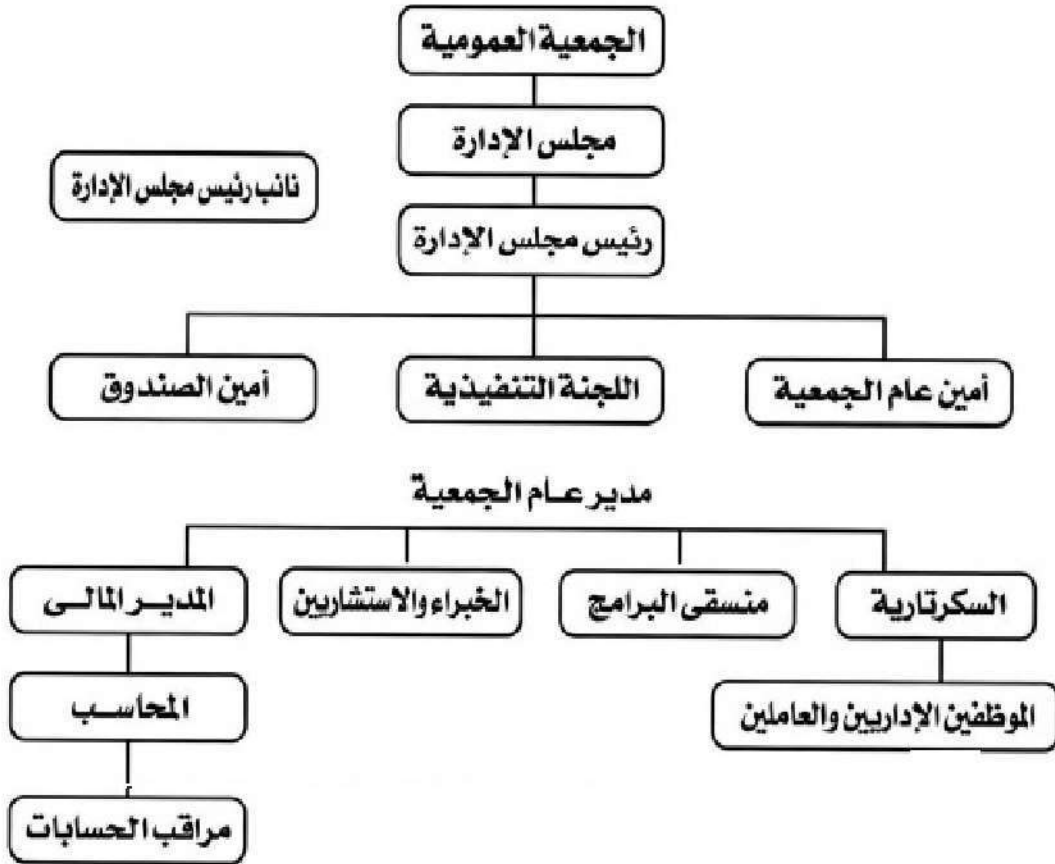 الجمعية العمومية
مجلس الإدارة
نائب رئيس مجلس الإدارة
رئيس مجلس الإدارة
أمين عام الجمعية
اللجنة التنفيذية
أمين الصندوق
مدير عـام الجمعية
السكرتارية
منسقى البرامج
الخبراء والاستشاريين
المديـر المالـى
الموظفين الإداريين والعاملين
المحاسـب
مراقب الحسابات